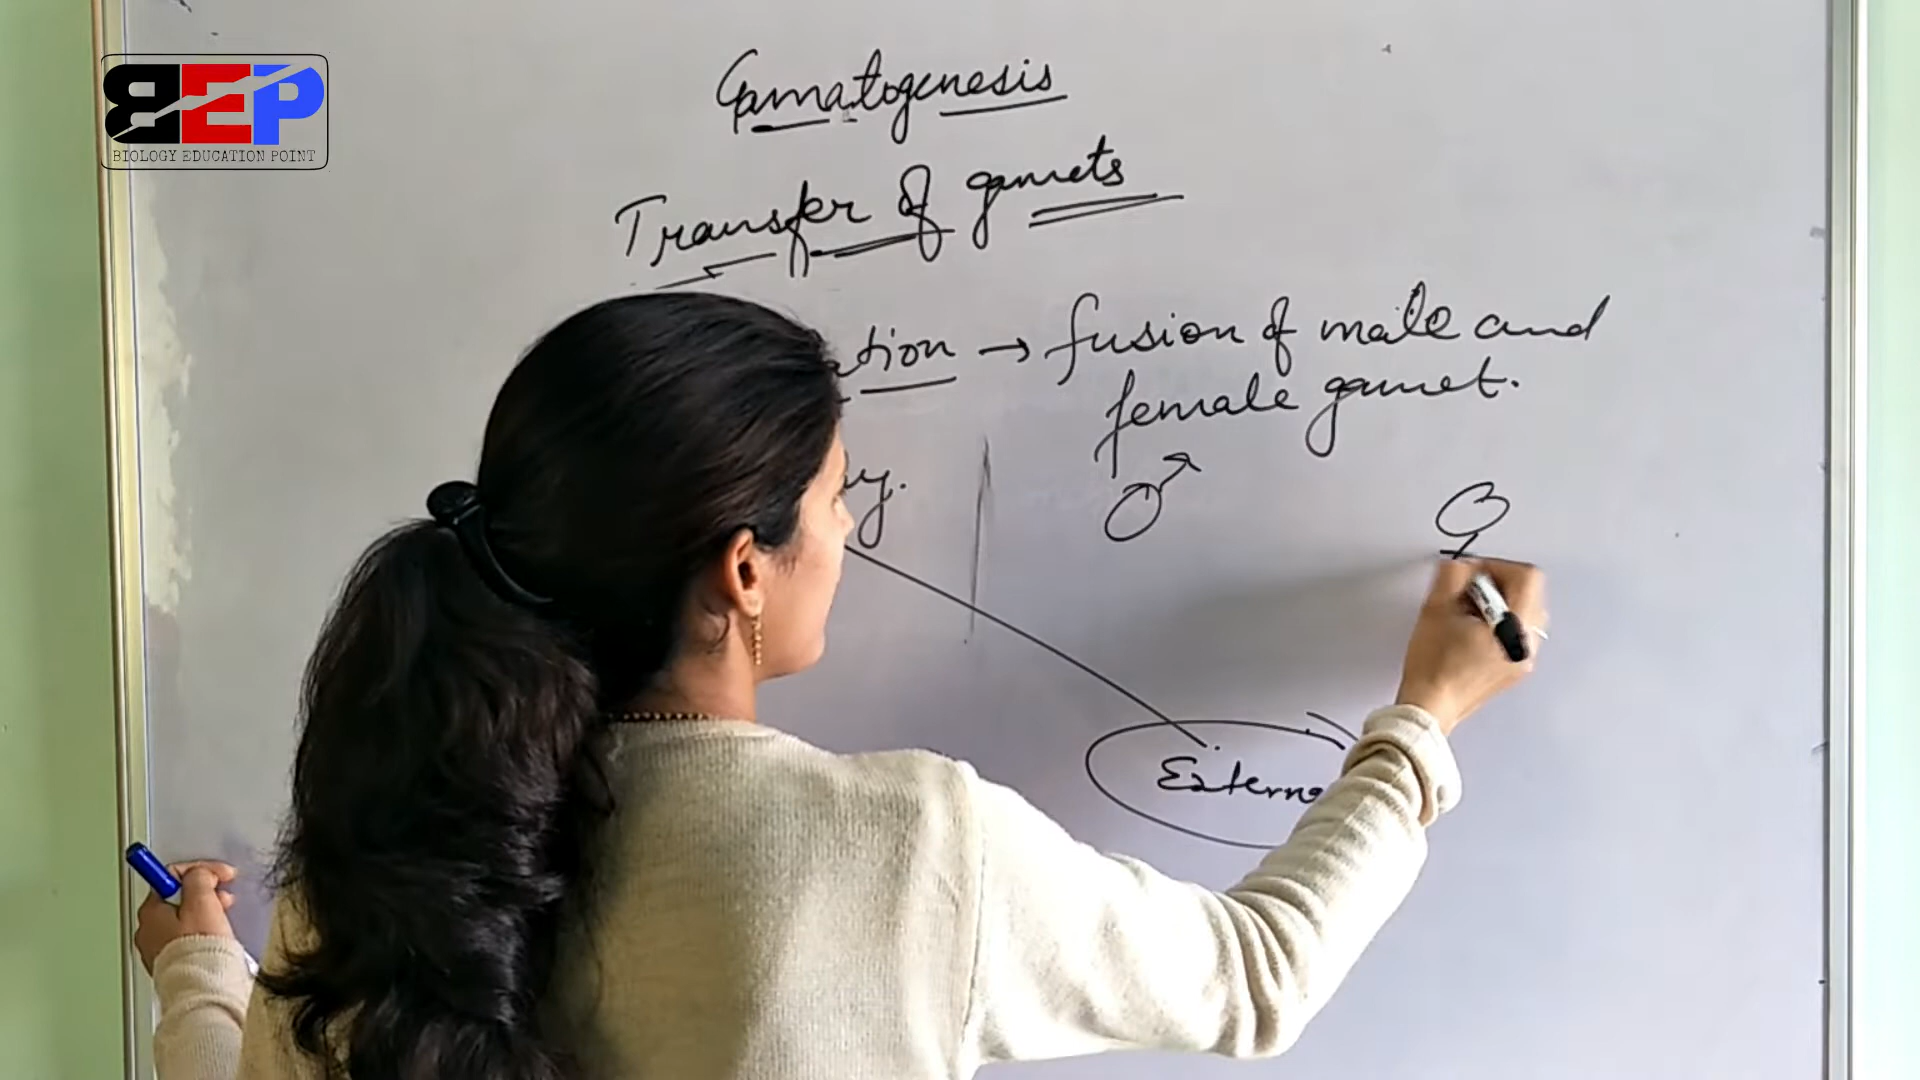 BEP
BIOLOGY EDUCATION POINT
Gamatogenesis
Transfer of gamets
ation → fusion of male and
female gamet.
♂ ♀
Externa